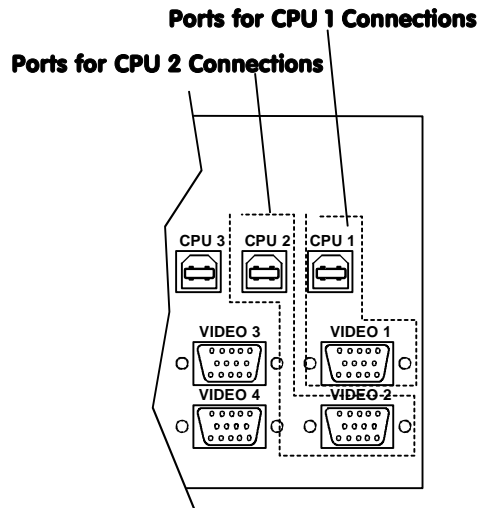 Ports for CPU 1 Connections
Ports for CPU 2 Connections
CPU 3 CPU 2 CPU 1
VIDEO 3 VIDEO 1
VIDEO 4 VIDEO 2